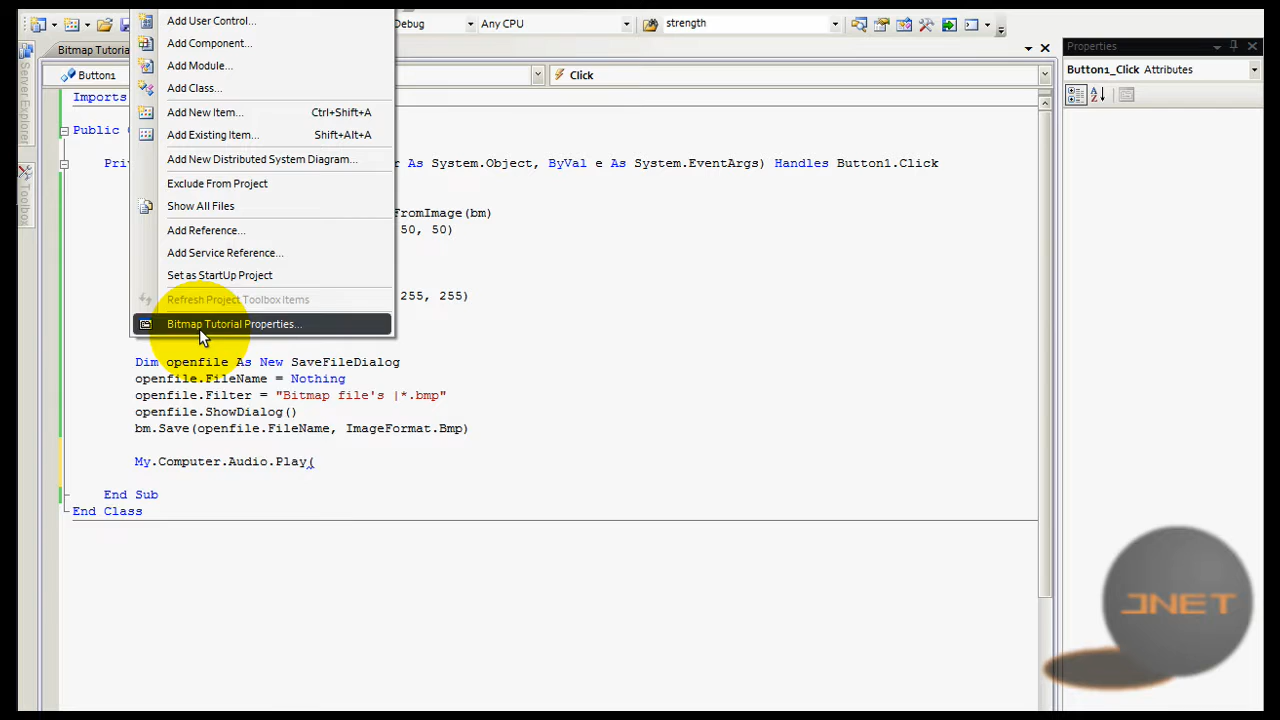 Add User Control...
Debug
Any CPU
strength
Add Component...
Bitmap Tutoria
Properties
Add Module...
Button1
Click
Button1_Click Attributes
Add Class...
Imports
Add New Item... Ctrl+Shift+A
Server Explorer
Public
Add Existing Item... Shift+Alt+A
Add New Distributed System Diagram...
Pri
r As System.Object, ByVal e As System.EventArgs) Handles Button1.Click
Exclude From Project
Toolbox
Show All Files
FromImage(bm)
Add Reference...
50, 50)
Add Service Reference...
Set as StartUp Project
Refresh Project Toolbox Items
255, 255)
Bitmap Tutorial Properties...
Dim openfile As New SaveFileDialog
openfile.FileName = Nothing
openfile.Filter = "Bitmap file's |*.bmp"
openfile.ShowDialog()
bm.Save(openfile.FileName, ImageFormat.Bmp)
My.Computer.Audio.Play(
End Sub
End Class
JNET